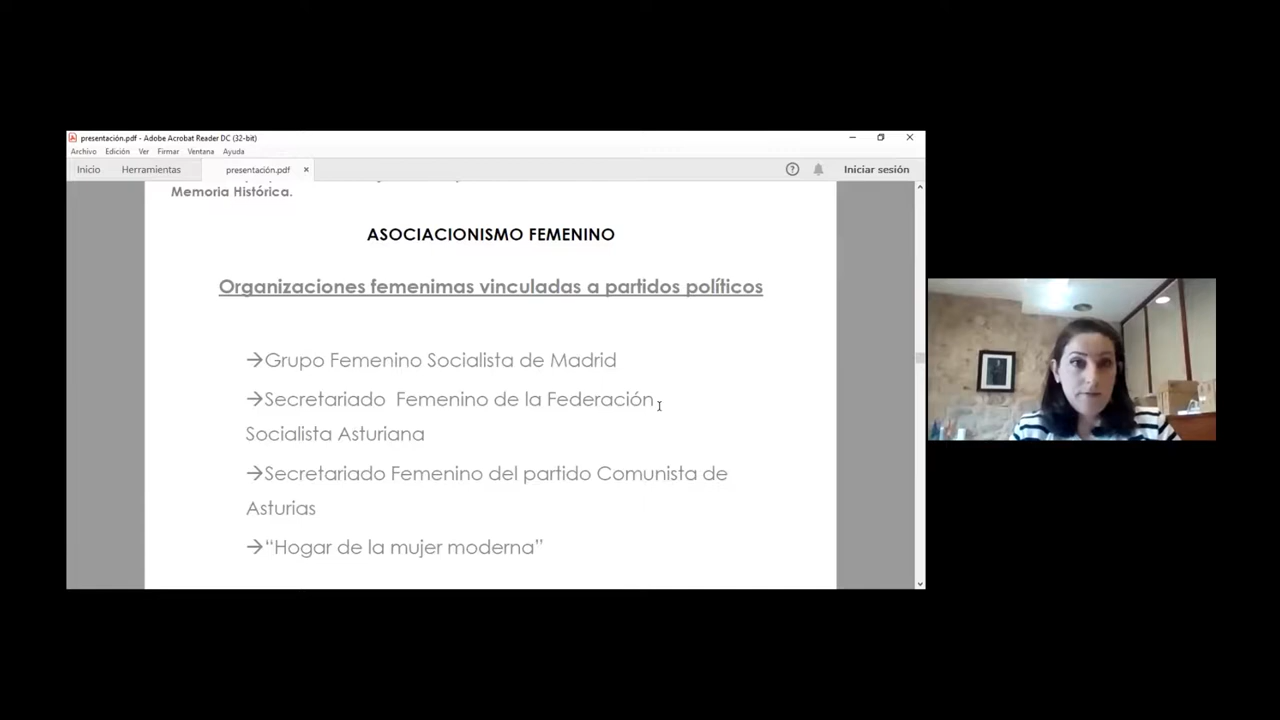 presentación.pdf - Adobe Acrobat Reader DC (32-bit)
Archivo Edición Ver Firmar Ventana Ayuda
Inicio Herramientas presentación.pdf × Iniciar sesión
Memoria Histórica.
ASOCIACIONISMO FEMENINO
Organizaciones femenimas vinculadas a partidos políticos
→Grupo Femenino Socialista de Madrid
→Secretariado Femenino de la Federación
Socialista Asturiana
→Secretariado Femenino del partido Comunista de
Asturias
→“Hogar de la mujer moderna”